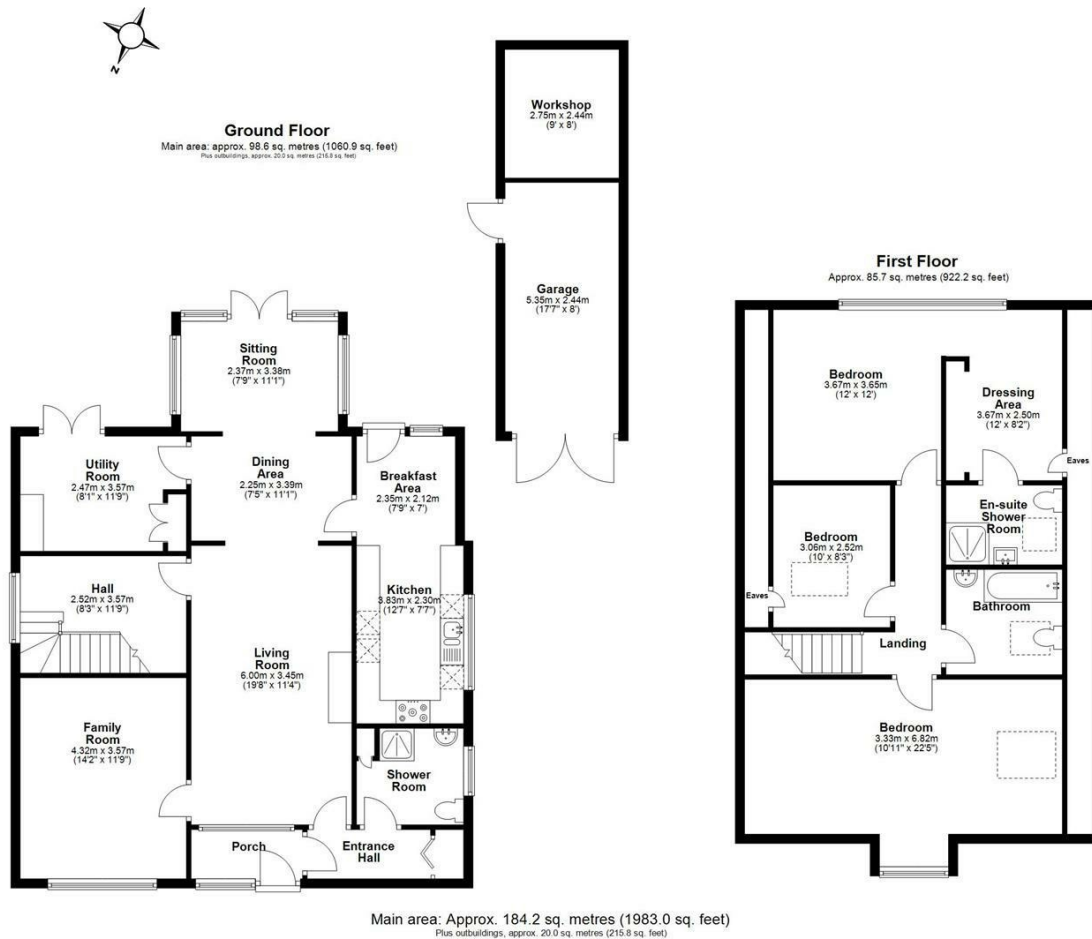 N
Ground Floor
Main area: approx. 98.6 sq. metres (1060.9 sq. feet)
Plus outbuildings, approx. 20.0 sq. metres (215.8 sq. feet)
Workshop
2.75m x 2.44m
(9' x 8')
Garage
5.35m x 2.44m
(17'7" x 8')
Sitting
Room
2.37m x 3.38m
(7'9" x 11'1")
Utility
Room
2.47m x 3.57m
(8'1" x 11'9")
Dining
Area
2.25m x 3.39m
(7'5" x 11'1")
Breakfast
Area
2.35m x 2.12m
(7'9" x 7')
Hall
2.52m x 3.57m
(8'3" x 11'9")
Kitchen
3.83m x 2.30m
(12'7" x 7'7")
Living
Room
6.00m x 3.45m
(19'8" x 11'4")
Family
Room
4.32m x 3.57m
(14'2" x 11'9")
Shower
Room
Porch
Entrance
Hall
First Floor
Approx. 85.7 sq. metres (922.2 sq. feet)
Bedroom
3.67m x 3.65m
(12' x 12')
Dressing
Area
3.67m x 2.50m
(12' x 8'2")
Eaves
En-suite
Shower
Room
Bedroom
3.06m x 2.52m
(10' x 8'3")
Eaves
Bathroom
Landing
Bedroom
3.33m x 6.82m
(10'11" x 22'5")
Main area: Approx. 184.2 sq. metres (1983.0 sq. feet)
Plus outbuildings, approx. 20.0 sq. metres (215.8 sq. feet)